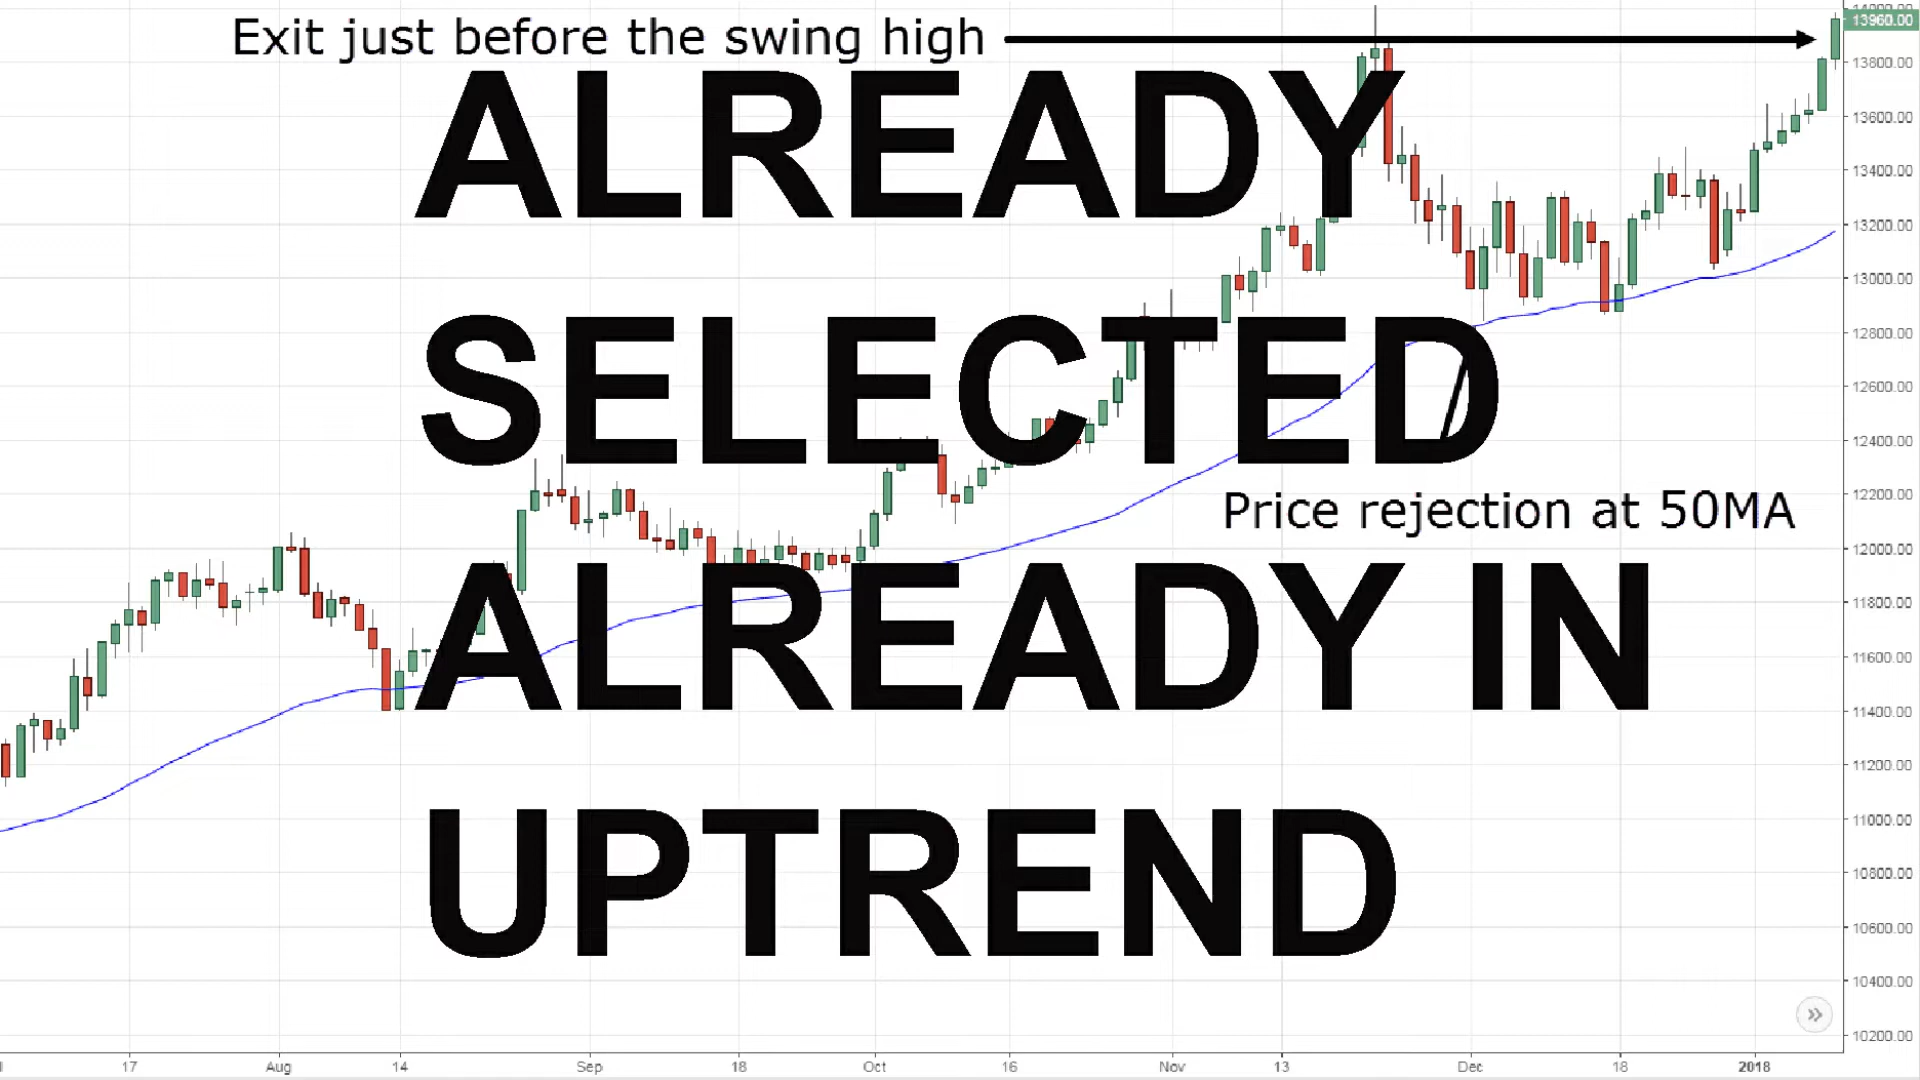 Exit just before the swing high
13960.00
13800.00
ALREADY
13600.00
13400.00
13200.00
13000.00
12800.00
SELECTED
12600.00
12400.00
12200.00
Price rejection at 50MA
12000.00
ALREADY IN
11800.00
11600.00
11400.00
11200.00
11000.00
UPTREND
10800.00
10600.00
10400.00
10200.00
17 Aug 14 Sep 18 Oct 16 Nov 13 Dec 18 2018